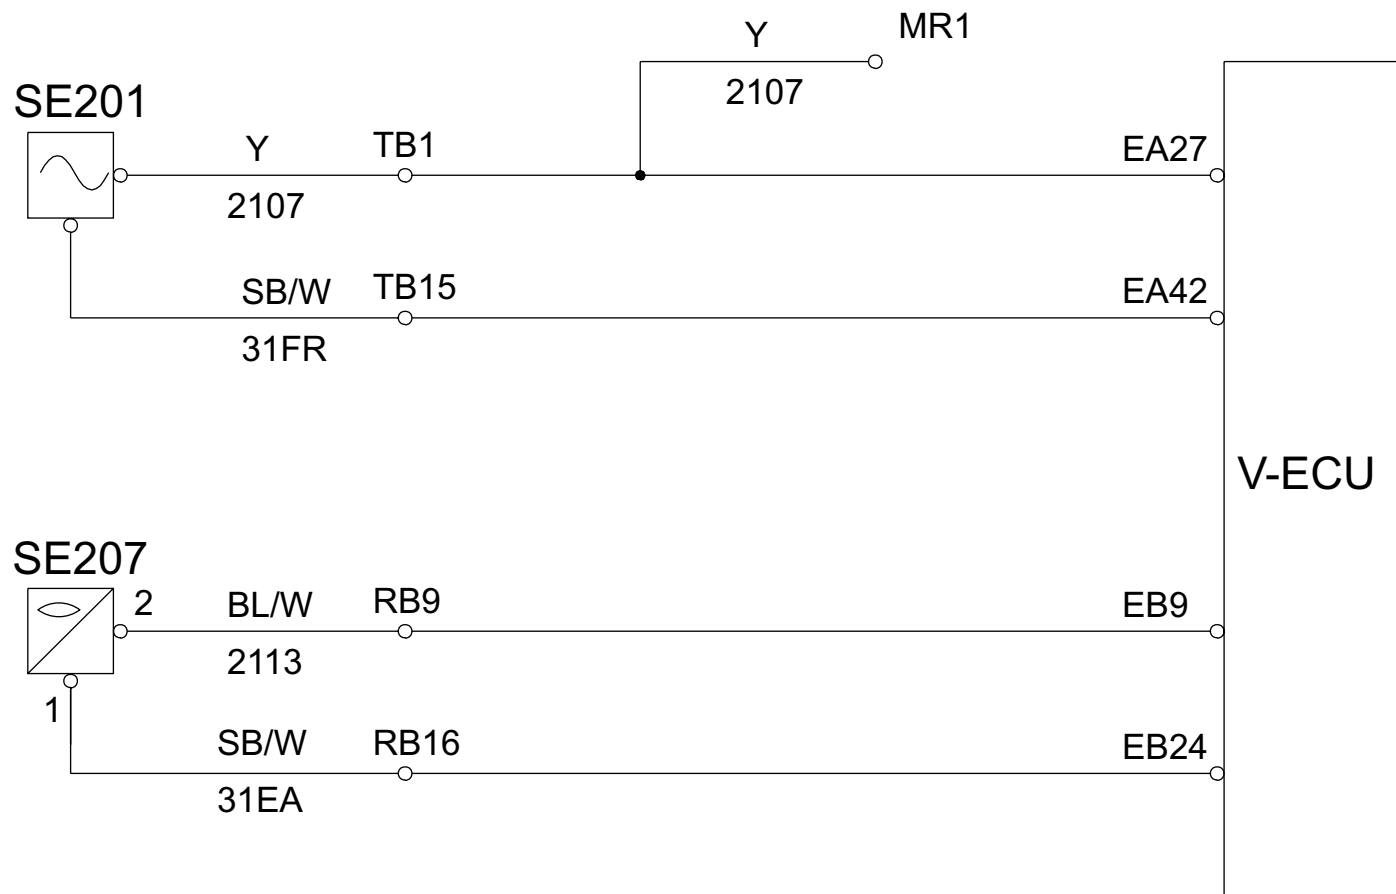 Y
MR1
2107
SE201
Y
TB1
EA27
2107
SB/W
TB15
EA42
31FR
V-ECU
SE207
2
BL/W
RB9
EB9
2113
1
SB/W
RB16
EB24
31EA